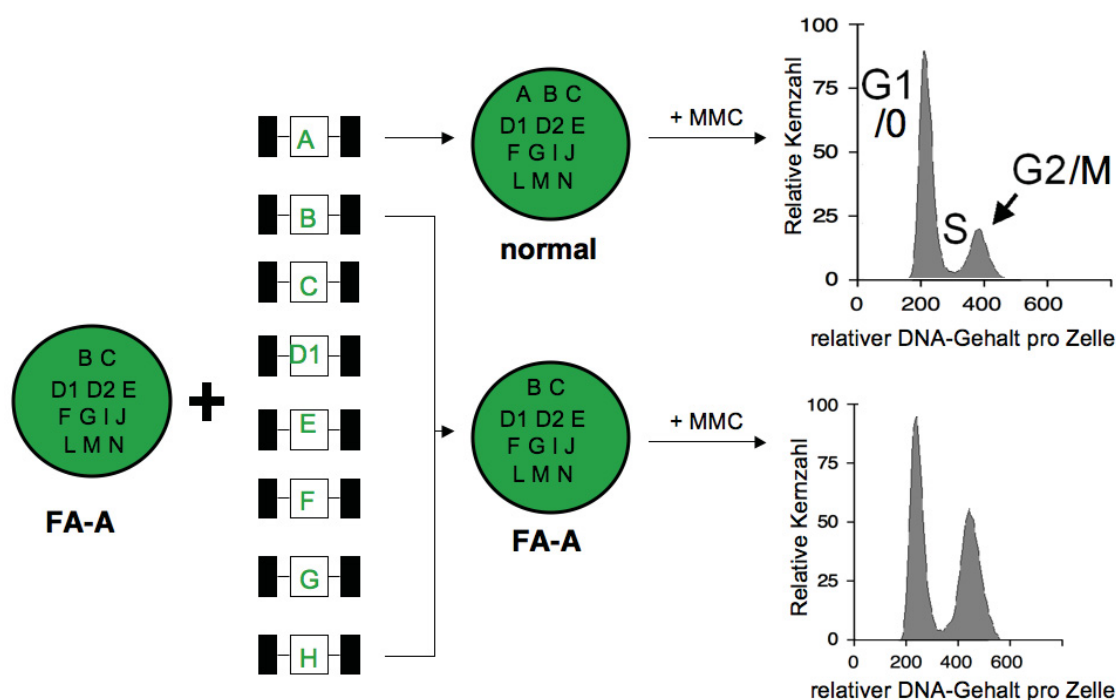 B C
D1 D2 E
F G I J
L M N
FA-A
+
A
B
C
D1
E
F
G
H
A B C
D1 D2 E
F G I J
L M N
normal
+ MMC
B C
D1 D2 E
F G I J
L M N
FA-A
+ MMC
Relative Kernzahl
100
75
50
25
0
G1
/0
S
G2/M
0 200 400 600
relativer DNA-Gehalt pro Zelle
Relative Kernzahl
100
75
50
25
0
0 200 400 600
relativer DNA-Gehalt pro Zelle